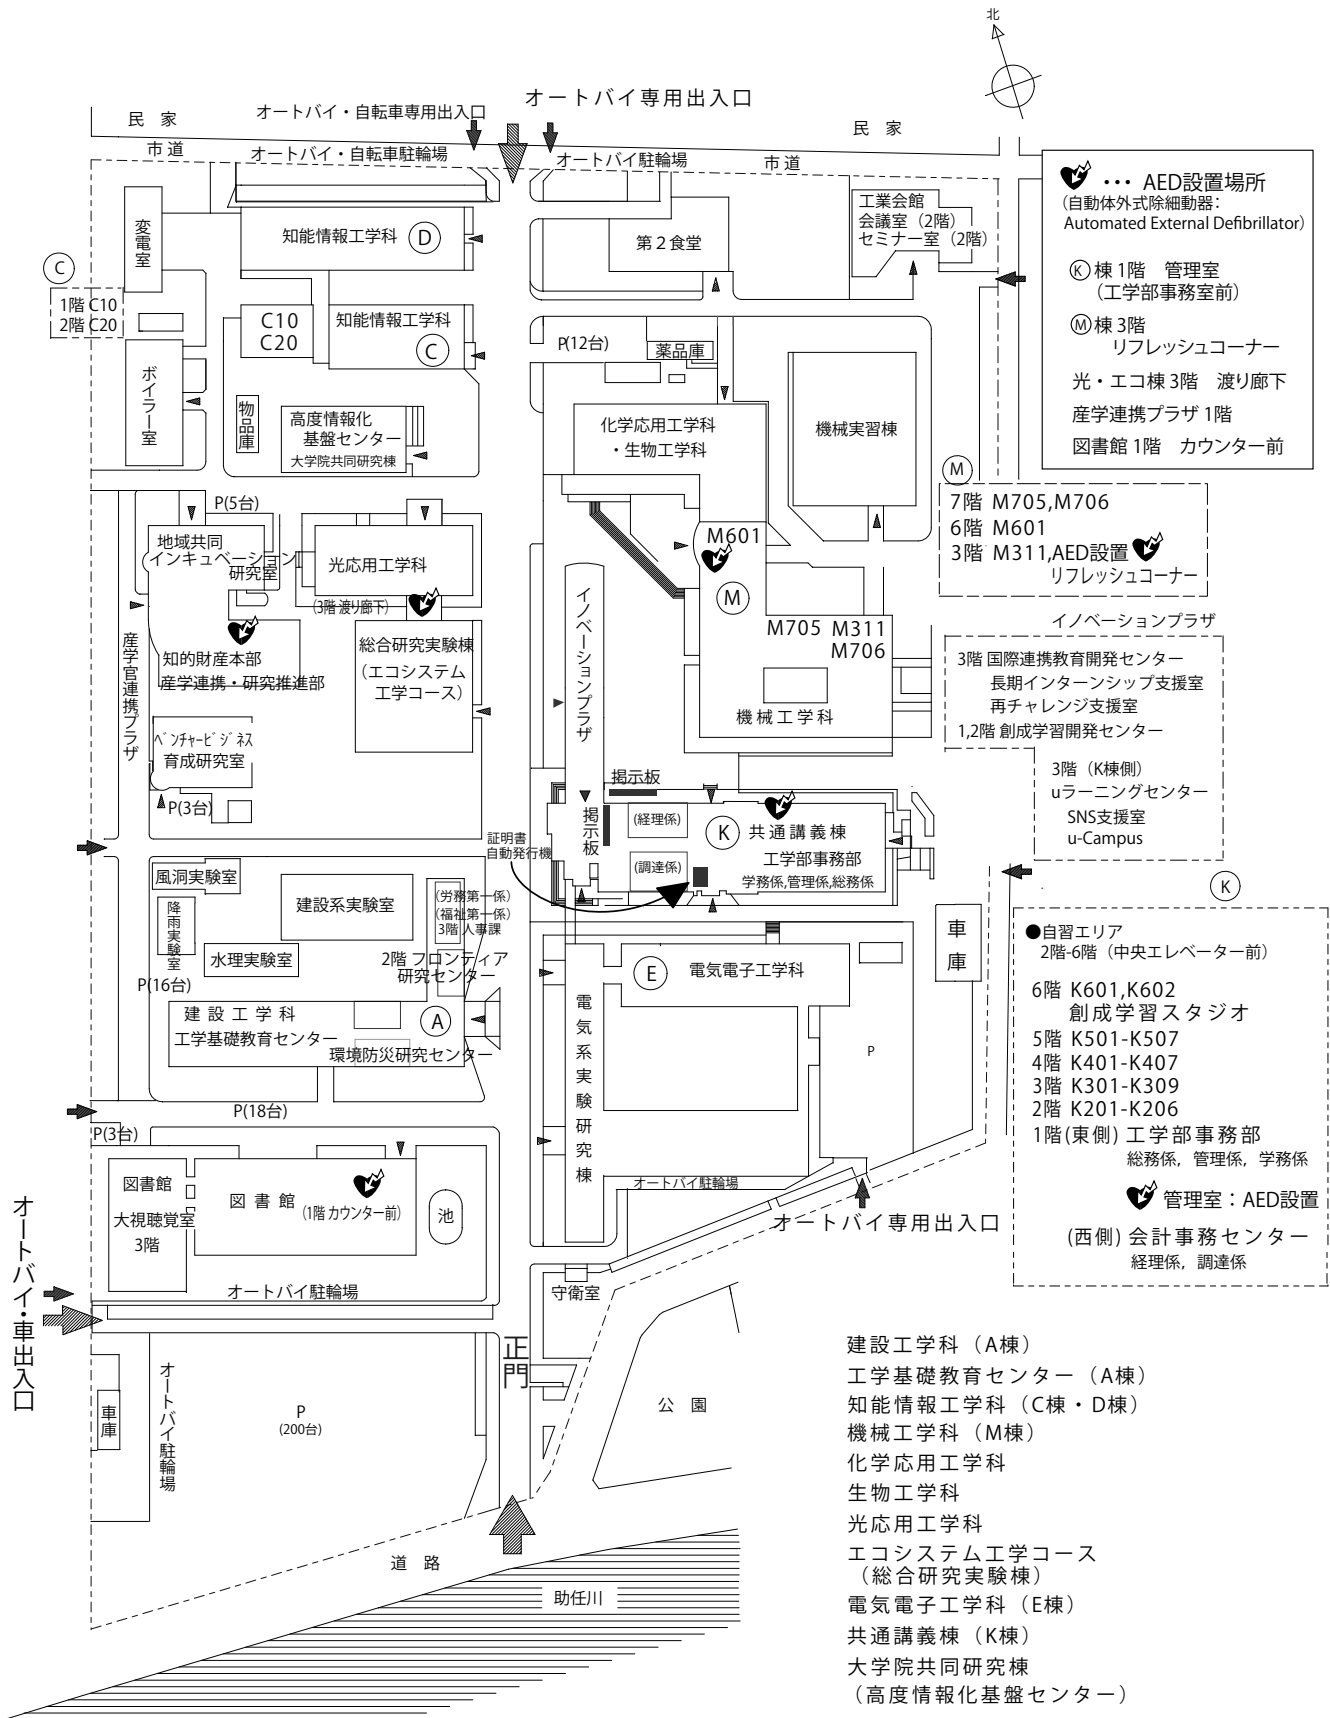 北
オートバイ専用出入口
オートバイ・自転車専用出入口
民 家
民 家
市 道
オートバイ・自転車駐輪場
オートバイ駐輪場
市 道
… AED設置場所
(自動体外式除細動器:
Automated External Defibrillator)
K 棟 1階　管理室
(工学部事務室前)
M 棟 3階
リフレッシュコーナー
光・エコ棟 3階　渡り廊下
産学連携プラザ 1階
図書館 1階　カウンター前
変電室
知能情報工学科 D
第2食堂
工業会館
会議室(2階)
セミナー室(2階)
C
1階 C10
2階 C20
C10
C20
知能情報工学科
C
P(12台)
薬品庫
ボイラー室
物品庫
高度情報化
基盤センター
大学院共同研究棟
化学応用工学科
・生物工学科
機械実習棟
M
7階 M705,M706
6階 M601
3階 M311,AED設置
リフレッシュコーナー
P(5台)
地域共同
インキュベーション
研究室
光応用工学科
(3階 渡り廊下)
M601
M
イノベーションプラザ
M705 M311
M706
機械工学科
産学官連携プラザ
知的財産本部
産学連携・研究推進部
総合研究実験棟
(エコシステム
工学コース)
イノベーションプラザ
3階 国際連携教育開発センター
長期インターンシップ支援室
再チャレンジ支援室
1,2階 創成学習開発センター
3階(K棟側)
uラーニングセンター
SNS支援室
u-Campus
ベンチャービジネス
育成研究室
P(3台)
掲示板
掲示板
(経理係)
(調達係)
K
共通講義棟
工学部事務部
学務係,管理係,総務係
証明書
自動発行機
風洞実験室
降雨実験室
建設系実験室
水理実験室
P(16台)
(労務第一係)
(福祉第一係)
3階 人事課
2階 フロンティア
研究センター
建設工学科
工学基礎教育センター
A
環境防災研究センター
E
電気電子工学科
電気系実験研究棟
P
車庫
K
●自習エリア
2階-6階(中央エレベーター前)
6階 K601,K602
創成学習スタジオ
5階 K501-K507
4階 K401-K407
3階 K301-K309
2階 K201-K206
1階(東側) 工学部事務部
総務係, 管理係, 学務係
管理室:AED設置
(西側) 会計事務センター
経理係, 調達係
P(18台)
P(3台)
図書館
大視聴覚室
3階
図書館
(1階 カウンター前)
池
オートバイ駐輪場
オートバイ専用出入口
オートバイ駐輪場
守衛室
オートバイ・車出入口
正門
車庫
オートバイ駐輪場
P
(200台)
公園
道路
助任川
建設工学科(A棟)
工学基礎教育センター(A棟)
知能情報工学科(C棟・D棟)
機械工学科(M棟)
化学応用工学科
生物工学科
光応用工学科
エコシステム工学コース
(総合研究実験棟)
電気電子工学科(E棟)
共通講義棟(K棟)
大学院共同研究棟
(高度情報化基盤センター)